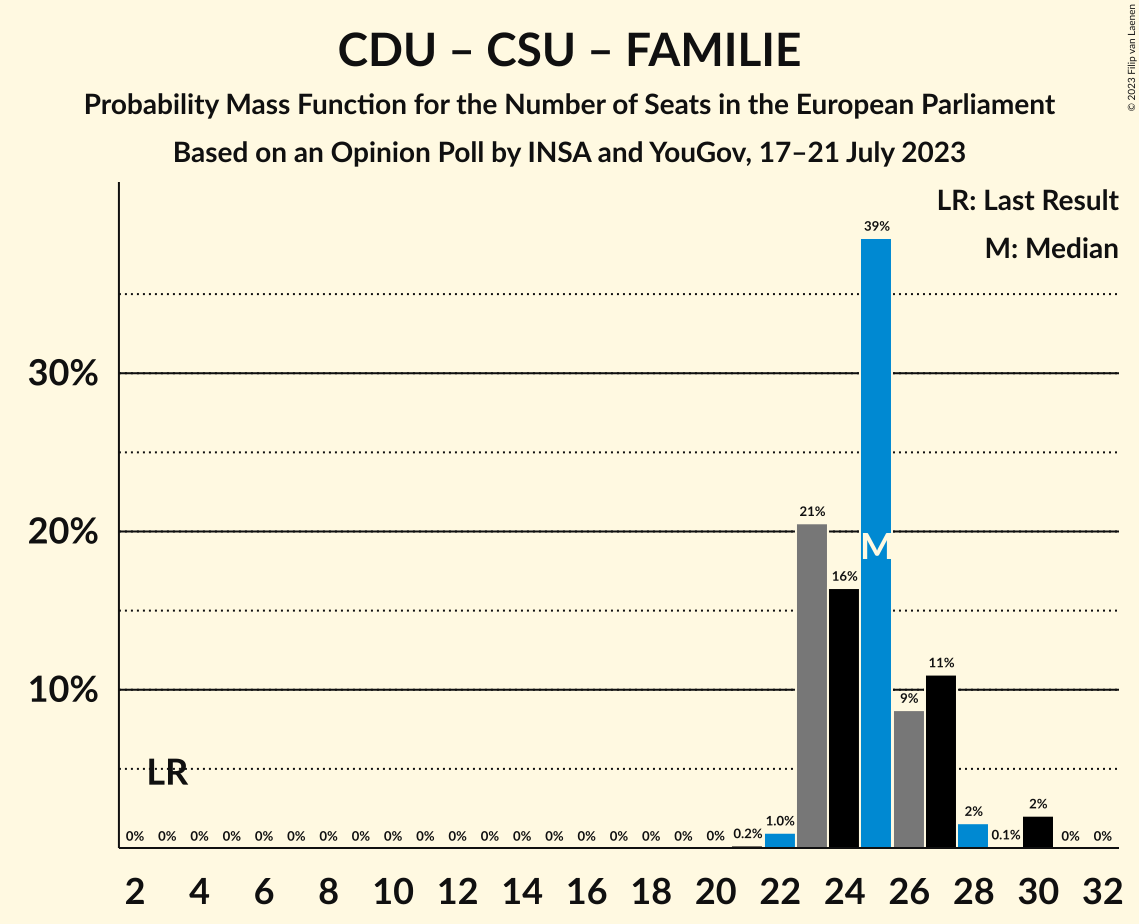 CDU – CSU – FAMILIE
Probability Mass Function for the Number of Seats in the European Parliament
Based on an Opinion Poll by INSA and YouGov, 17–21 July 2023
© 2023 Filip van Laenen
LR: Last Result
M: Median
39%
30%
20%
21%
M
16%
11%
10%
9%
LR
0% 0% 0% 0% 0% 0% 0% 0% 0% 0% 0% 0% 0% 0% 0% 0% 0% 0% 0% 0.2% 1.0% 2% 0.1% 2% 0% 0%
2 4 6 8 10 12 14 16 18 20 22 24 26 28 30 32